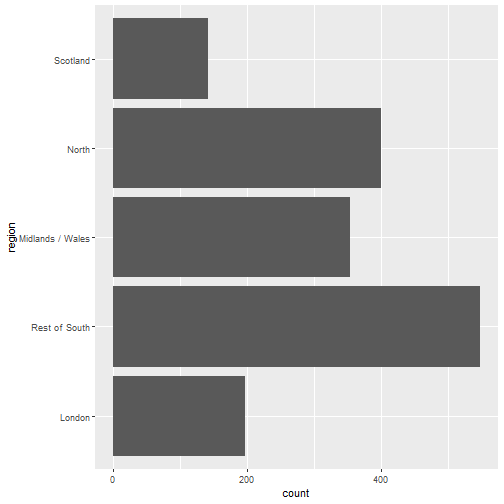 Scotland
North
Midlands / Wales
Rest of South
London
region
0 200 400
count